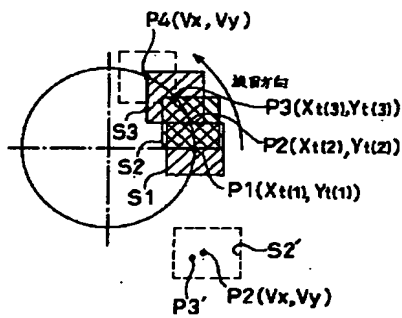 P4(Vx,Vy)
P3(Xt(3),Yt(3))
S3
P2(Xt(2),Yt(2))
S2
P1(Xt(1),Yt(1))
S1
S2'
P3'
P2(Vx,Vy)